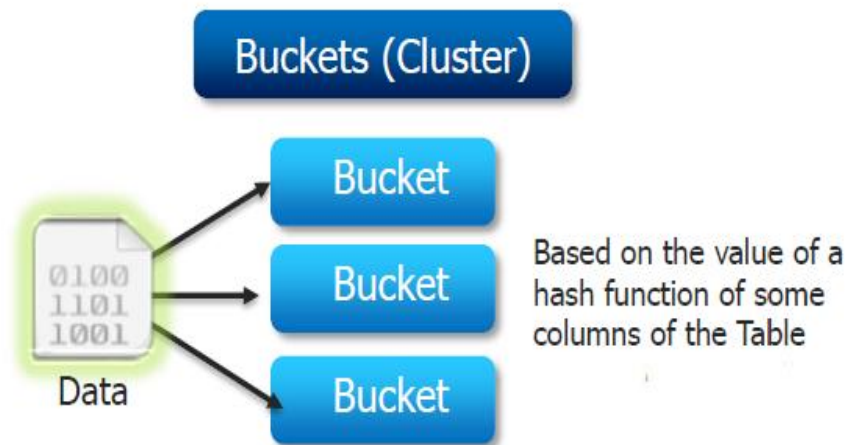 Buckets (Cluster)
Bucket
Bucket
Bucket
0100
1101
1001
Data
Based on the value of a
hash function of some
columns of the Table